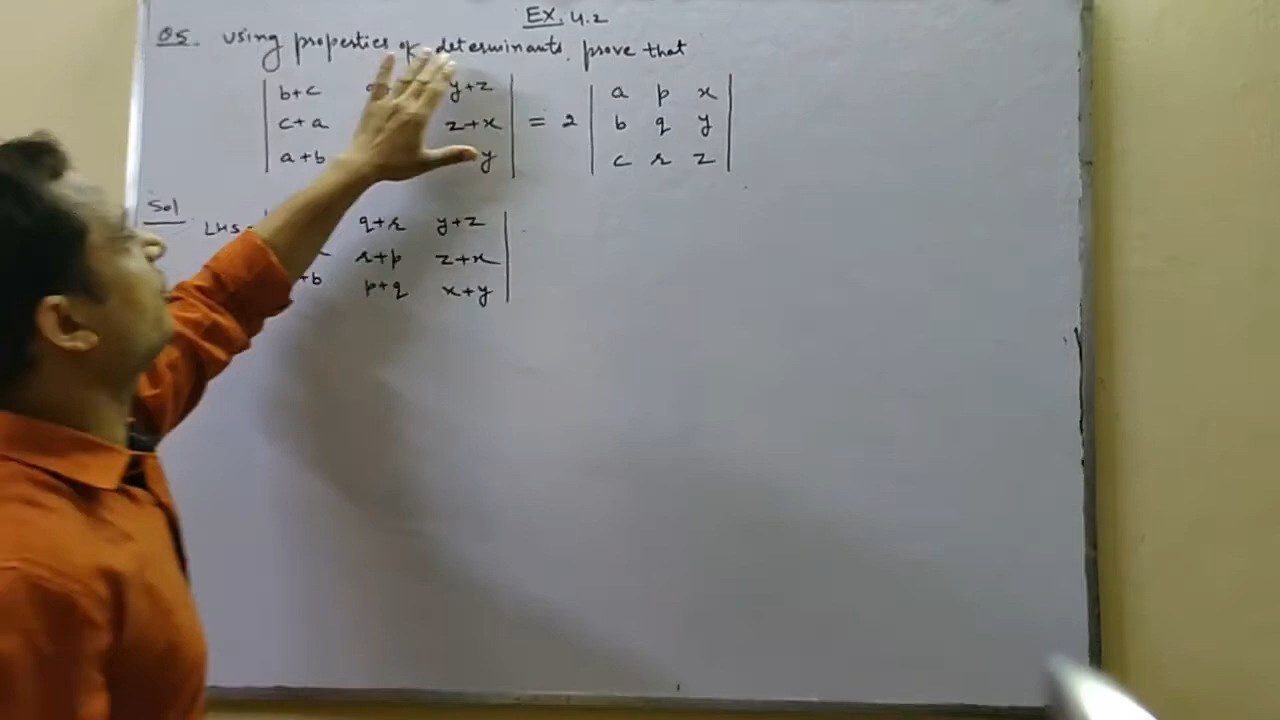 EX. 4.2
Q5. Using properties of determinants, prove that
| b+c y+z | = 2 | a p x |
| c+a z+x | | b q y |
| a+b y | | c r z |
Sol
LHS = q+r y+z |
r+p z+x |
+b p+q x+y |